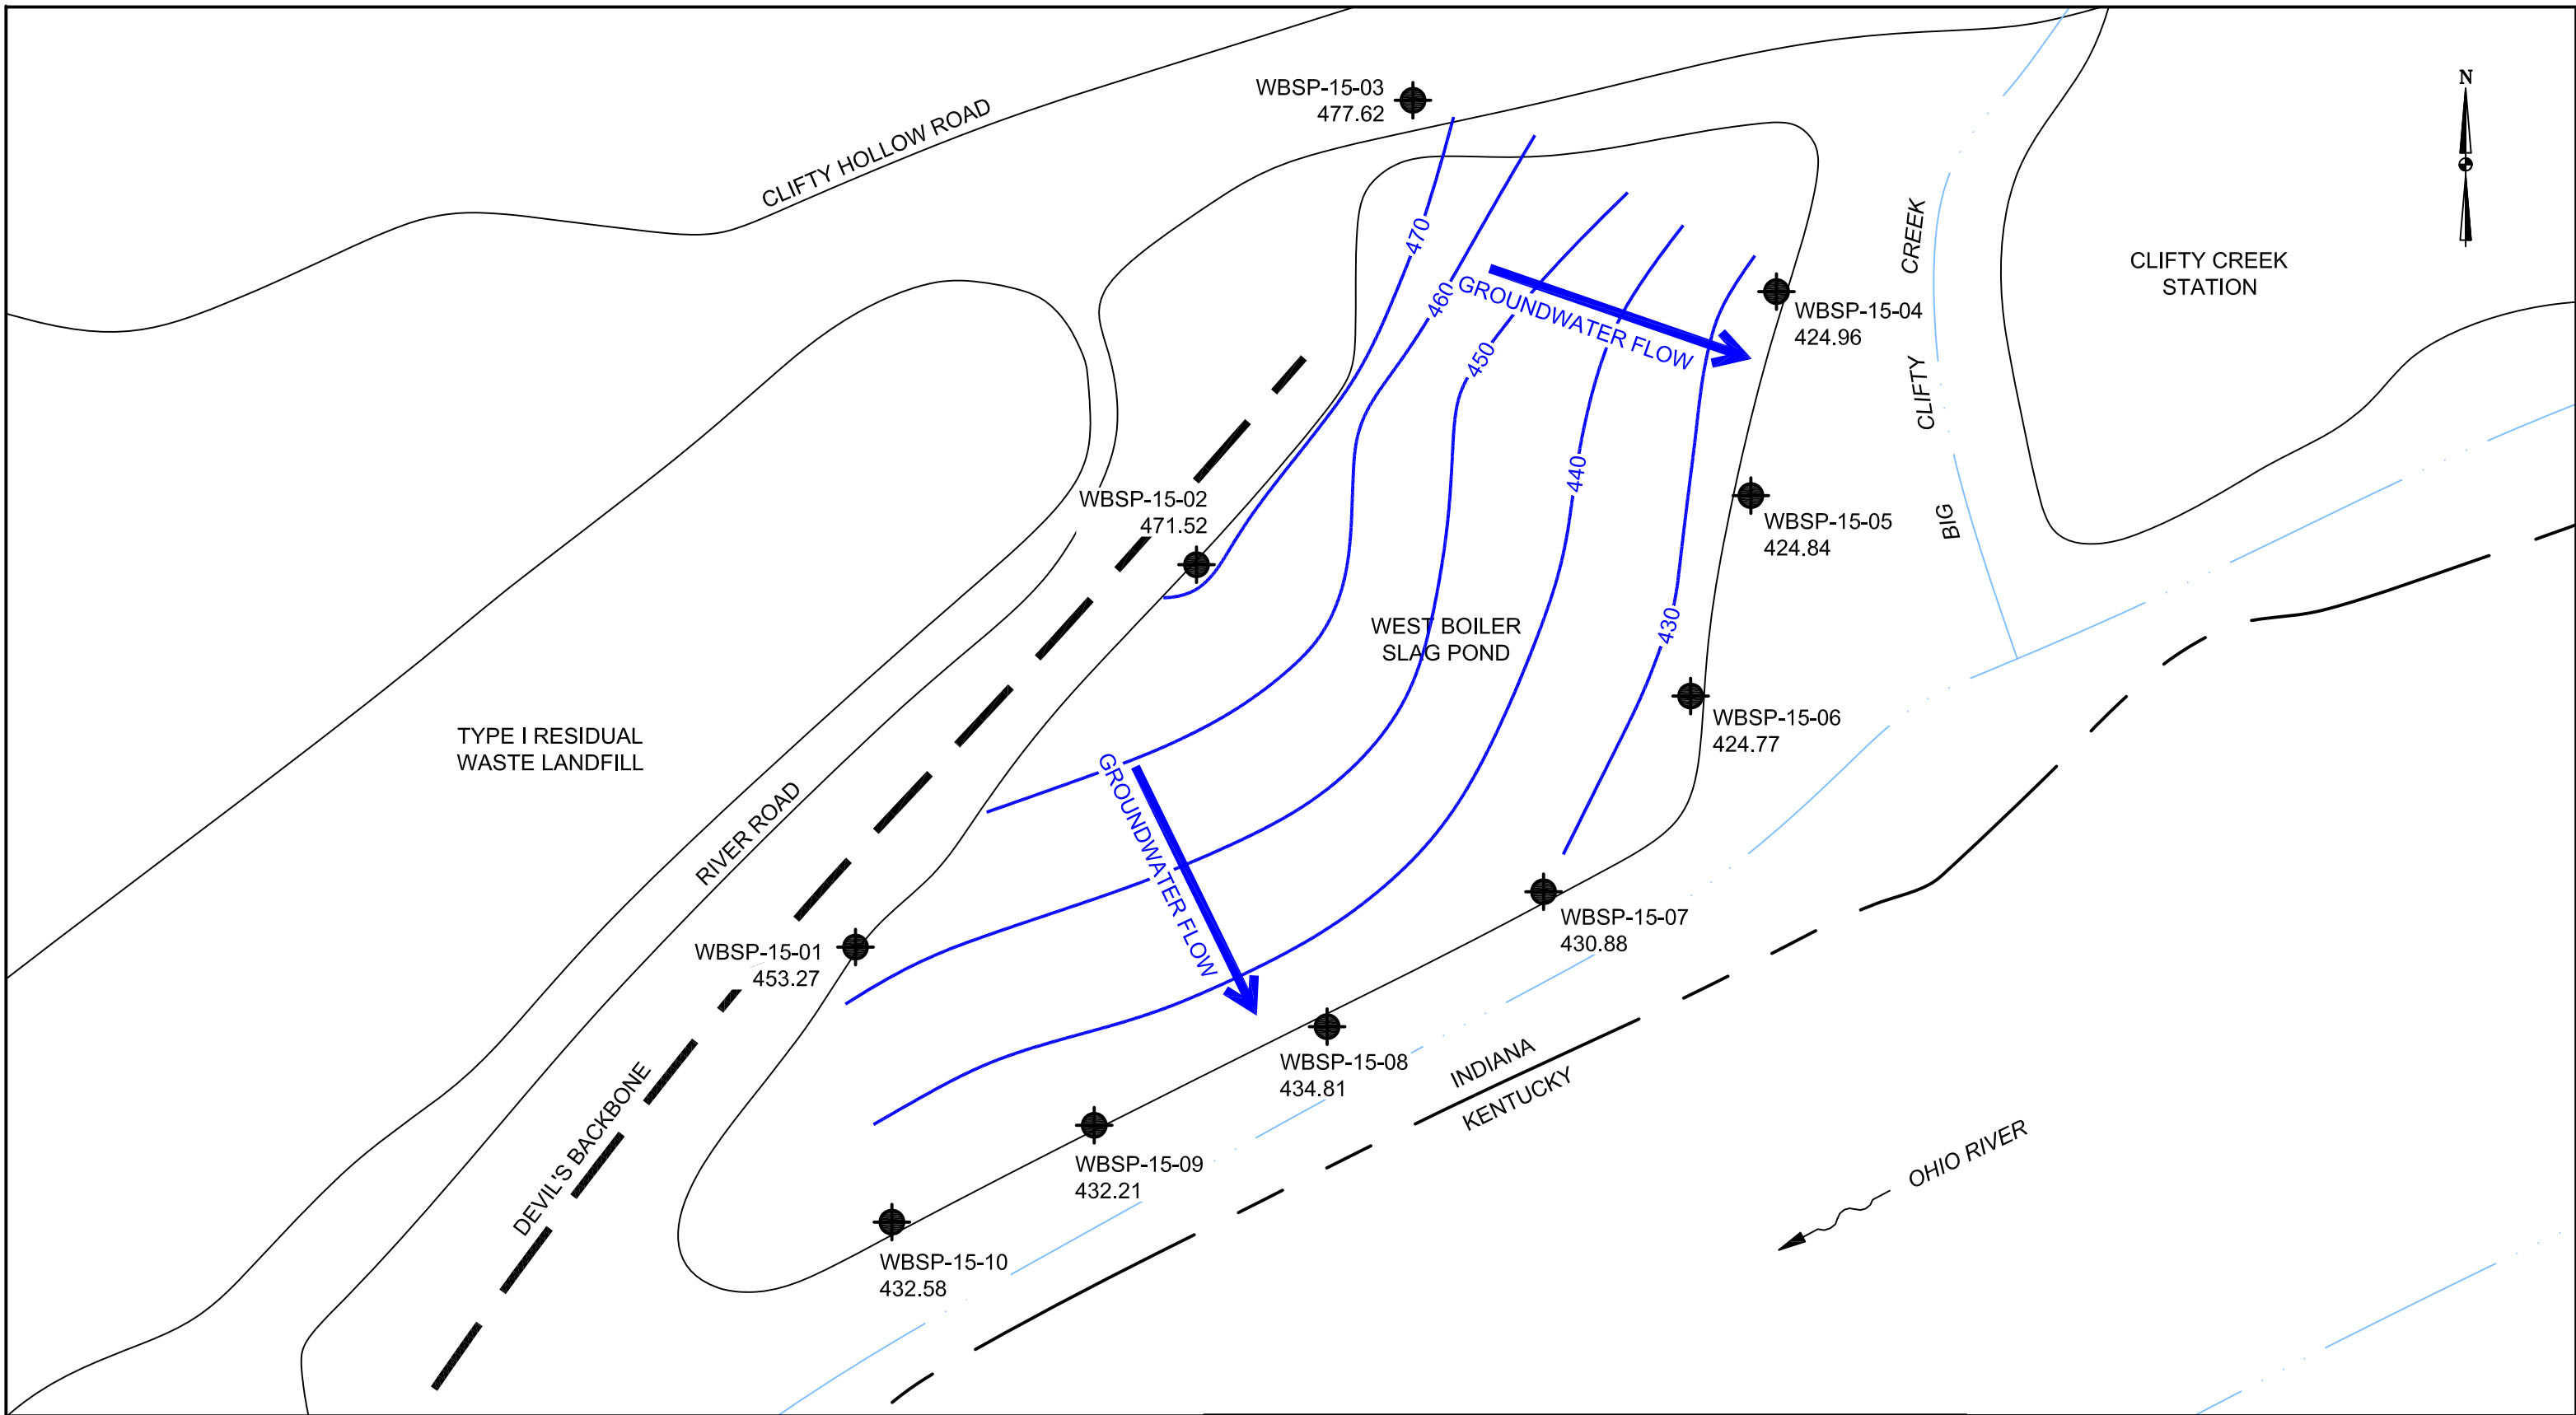 N
WBSP-15-03
477.62
CLIFTY HOLLOW ROAD
470
460
450
440
430
GROUNDWATER FLOW
WBSP-15-04
424.96
BIG CLIFTY CREEK
CLIFTY CREEK
STATION
WBSP-15-02
471.52
WBSP-15-05
424.84
WEST BOILER
SLAG POND
WBSP-15-06
424.77
TYPE I RESIDUAL
WASTE LANDFILL
RIVER ROAD
GROUNDWATER FLOW
WBSP-15-01
453.27
WBSP-15-07
430.88
WBSP-15-08
434.81
INDIANA
KENTUCKY
DEVIL'S BACKBONE
WBSP-15-09
432.21
OHIO RIVER
WBSP-15-10
432.58